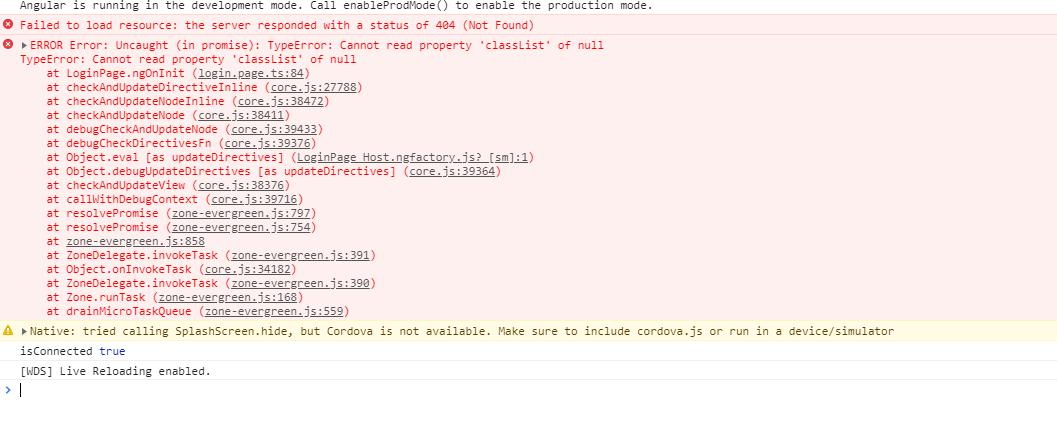 Angular is running in the development mode. Call enableProdMode() to enable the production mode.
Failed to load resource: the server responded with a status of 404 (Not Found)
ERROR Error: Uncaught (in promise): TypeError: Cannot read property 'classList' of null
TypeError: Cannot read property 'classList' of null
at LoginPage.ngOnInit (login.page.ts:84)
at checkAndUpdateDirectiveInline (core.js:27788)
at checkAndUpdateNodeInline (core.js:38472)
at checkAndUpdateNode (core.js:38411)
at debugCheckAndUpdateNode (core.js:39433)
at debugCheckDirectivesFn (core.js:39376)
at Object.eval [as updateDirectives] (LoginPage_Host.ngfactory.js? [sm]:1)
at Object.debugUpdateDirectives [as updateDirectives] (core.js:39364)
at checkAndUpdateView (core.js:38376)
at callWithDebugContext (core.js:39716)
at resolvePromise (zone-evergreen.js:797)
at resolvePromise (zone-evergreen.js:754)
at zone-evergreen.js:858
at ZoneDelegate.invokeTask (zone-evergreen.js:391)
at Object.onInvokeTask (core.js:34182)
at ZoneDelegate.invokeTask (zone-evergreen.js:390)
at Zone.runTask (zone-evergreen.js:168)
at drainMicroTaskQueue (zone-evergreen.js:559)
Native: tried calling SplashScreen.hide, but Cordova is not available. Make sure to include cordova.js or run in a device/simulator
isConnected true
[WDS] Live Reloading enabled.